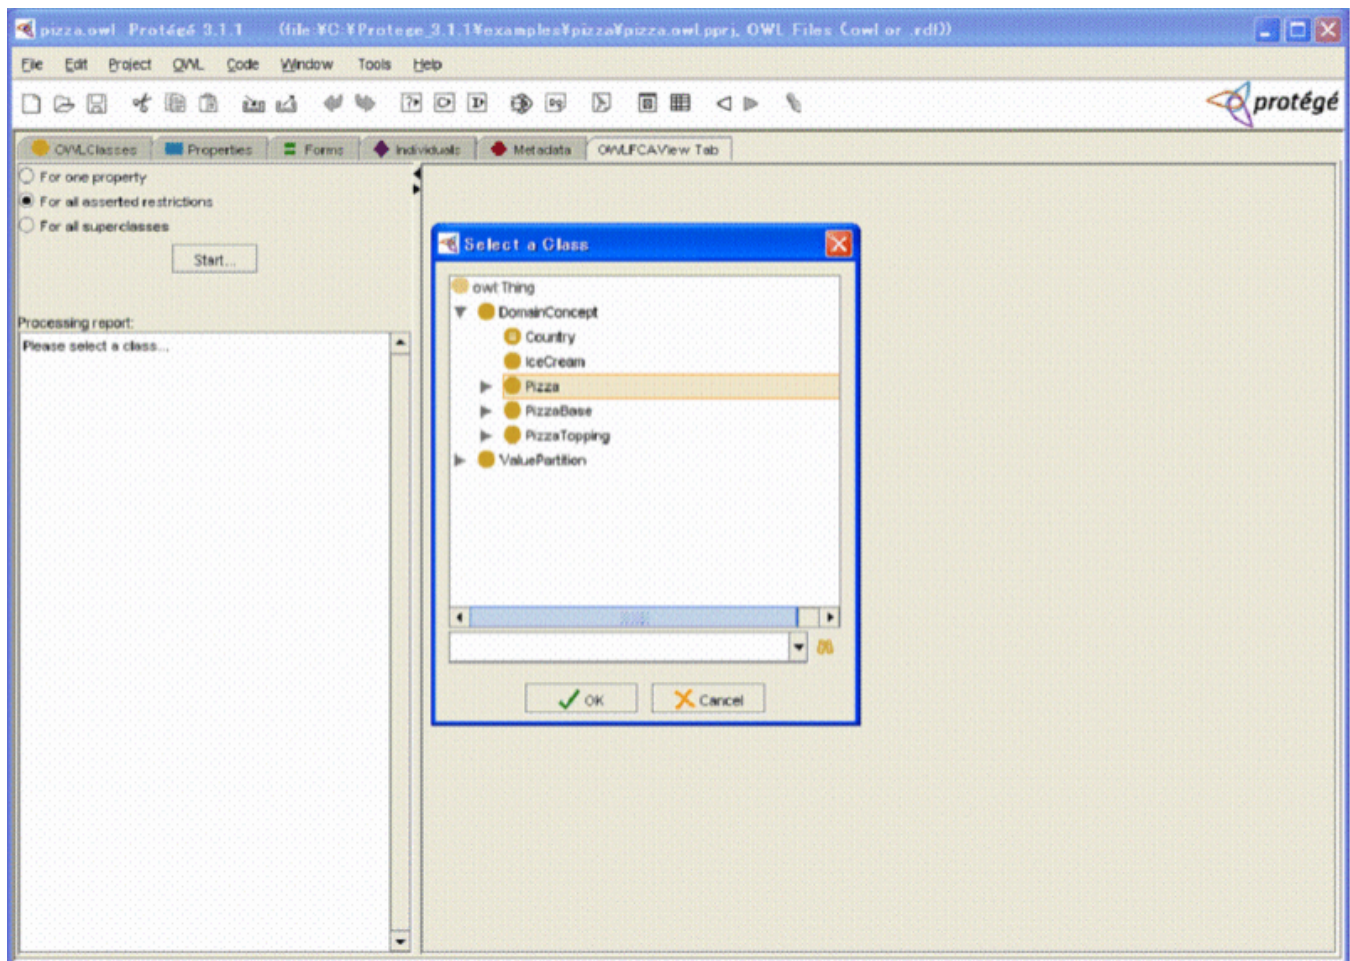 pizza.owl Protégé 3.1.1 (file:¥C:¥Protege_3.1.1¥examples¥pizza¥pizza.owl.pprj, OWL Files (.owl or .rdf))
File Edit Project OWL Code Window Tools Help
protégé
OWLClasses Properties Forms Individuals Metadata OWLFCAView Tab
For one property
For all asserted restrictions
For all superclasses
Start...
Processing report:
Please select a class...
Select a Class
owl:Thing
DomainConcept
Country
IceCream
Pizza
PizzaBase
PizzaTopping
ValuePartition
OK Cancel